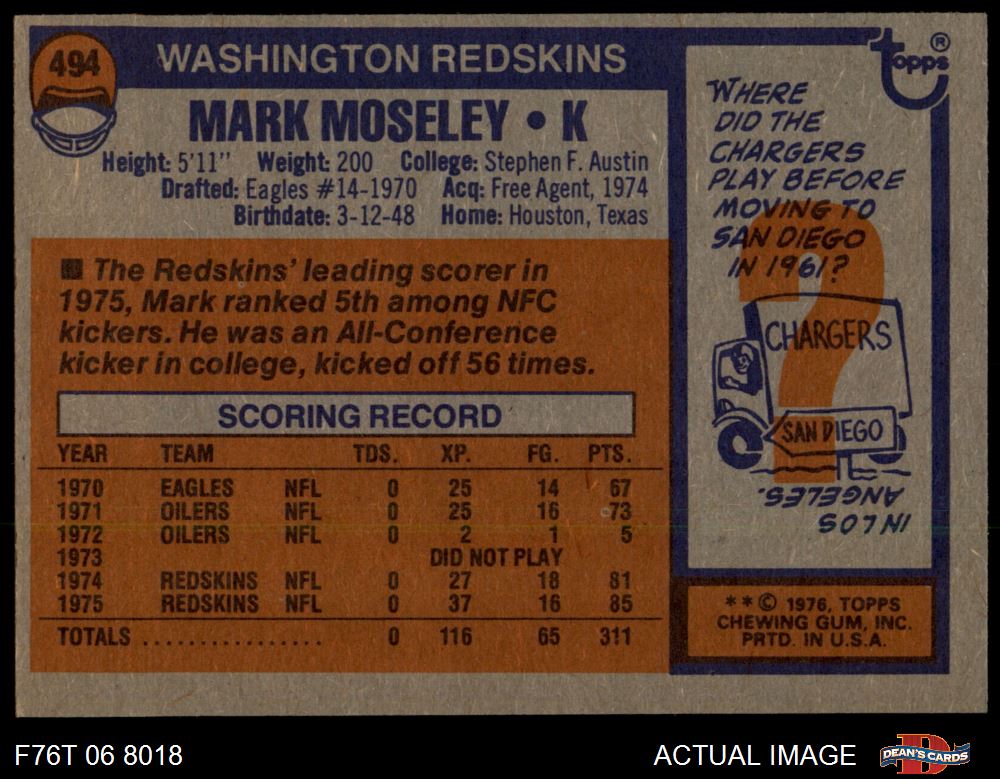 494
WASHINGTON REDSKINS
MARK MOSELEY • K
Height: 5'11" Weight: 200 College: Stephen F. Austin
Drafted: Eagles #14-1970 Acq: Free Agent, 1974
Birthdate: 3-12-48 Home: Houston, Texas
■ The Redskins' leading scorer in
1975, Mark ranked 5th among NFC
kickers. He was an All-Conference
kicker in college, kicked off 56 times.
SCORING RECORD
YEAR TEAM TDS. XP. FG. PTS.
1970 EAGLES NFL 0 25 14 67
1971 OILERS NFL 0 25 16 73
1972 OILERS NFL 0 2 1 5
1973 DID NOT PLAY
1974 REDSKINS NFL 0 27 18 81
1975 REDSKINS NFL 0 37 16 85
TOTALS ................ 0 116 65 311
topps ®
WHERE
DID THE
CHARGERS
PLAY BEFORE
MOVING TO
SAN DIEGO
IN 1961?
?
CHARGERS
SAN DIEGO
IN LOS
ANGELES.
* * © 1976, TOPPS
CHEWING GUM, INC.
PRTD. IN U.S.A.
F76T 06 8018
ACTUAL IMAGE
D
DEAN'S CARDS